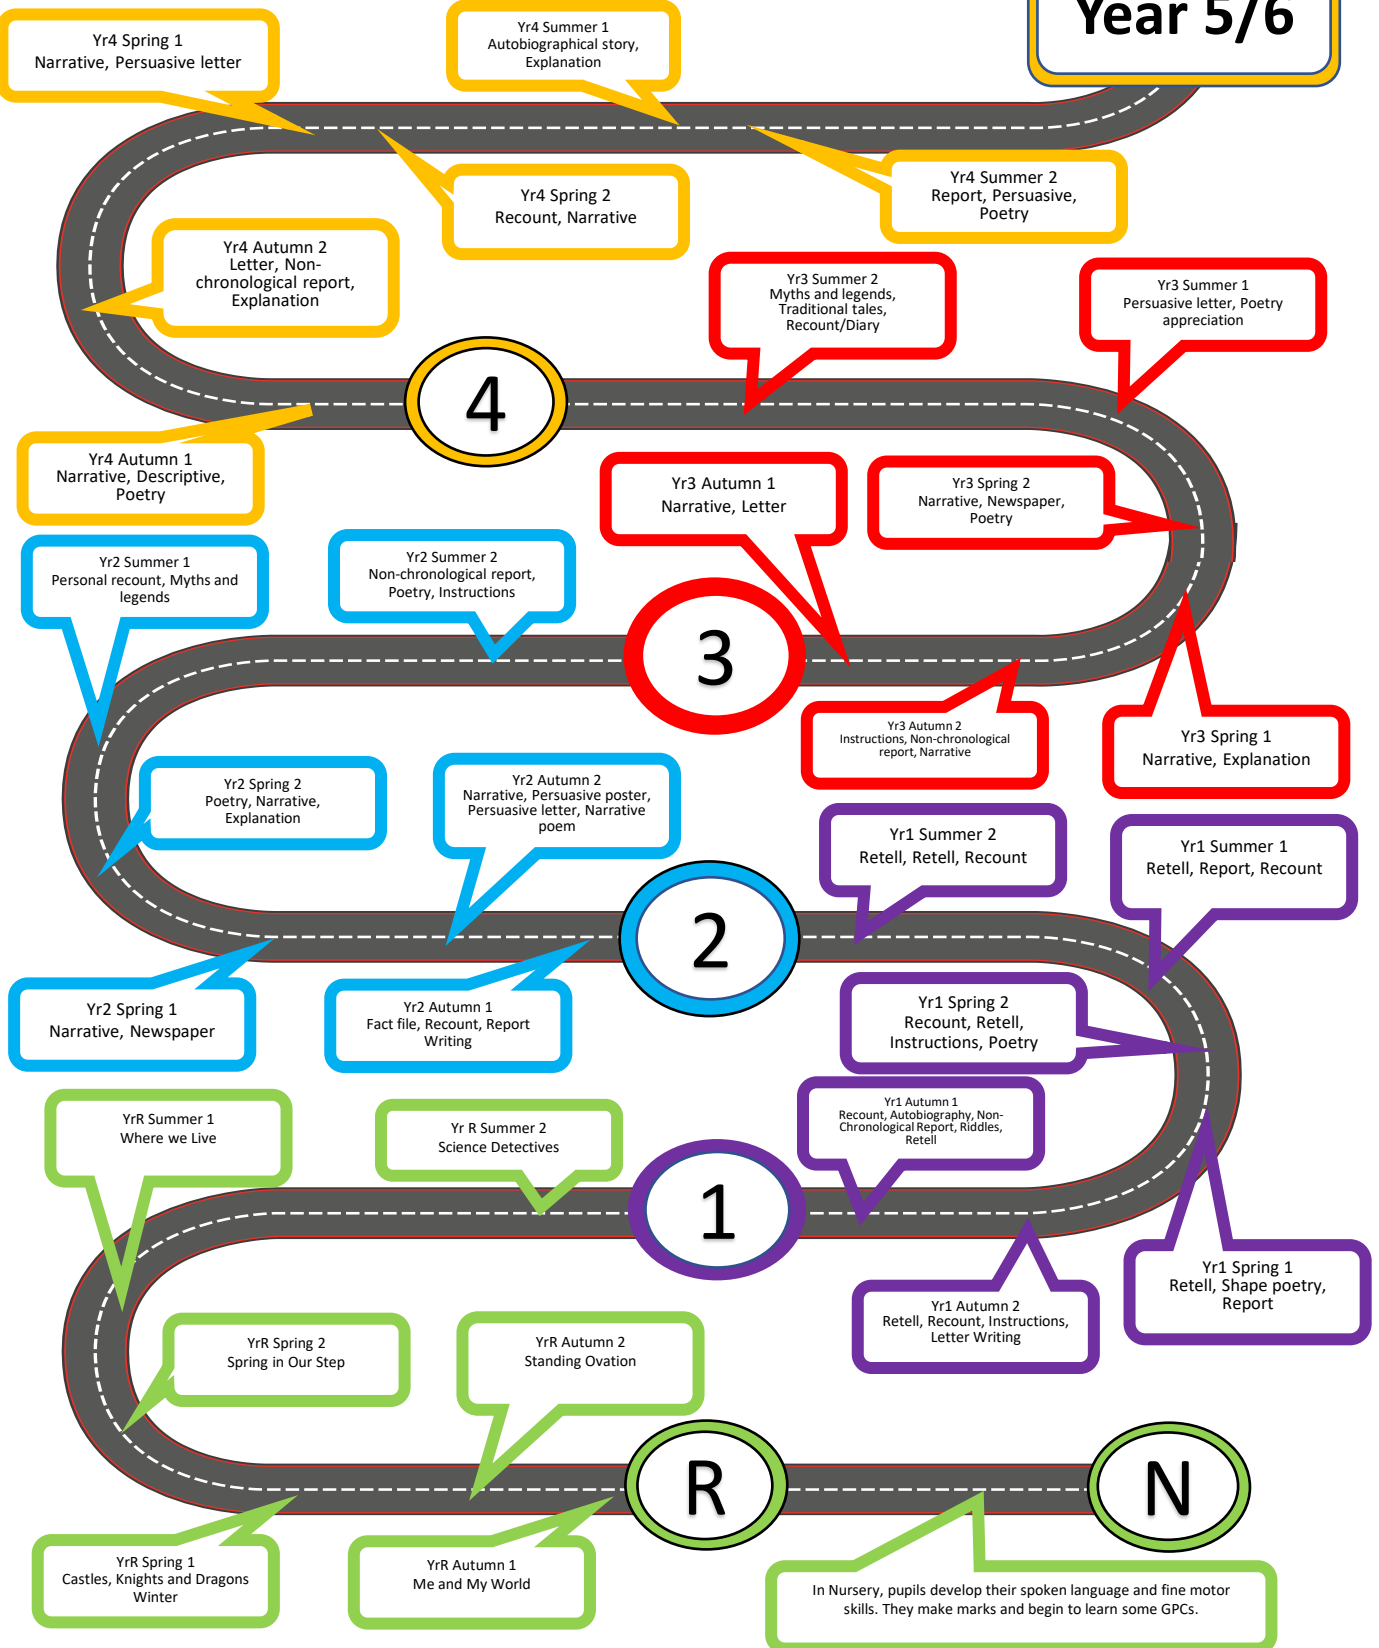 Year 5/6
Yr4 Spring 1
Narrative, Persuasive letter
Yr4 Summer 1
Autobiographical story,
Explanation
Yr4 Spring 2
Recount, Narrative
Yr4 Summer 2
Report, Persuasive,
Poetry
Yr4 Autumn 2
Letter, Non-
chronological report,
Explanation
Yr3 Summer 2
Myths and legends,
Traditional tales,
Recount/Diary
Yr3 Summer 1
Persuasive letter, Poetry
appreciation
4
Yr4 Autumn 1
Narrative, Descriptive,
Poetry
Yr3 Autumn 1
Narrative, Letter
Yr3 Spring 2
Narrative, Newspaper,
Poetry
Yr2 Summer 1
Personal recount, Myths and
legends
Yr2 Summer 2
Non-chronological report,
Poetry, Instructions
3
Yr3 Autumn 2
Instructions, Non-chronological
report, Narrative
Yr3 Spring 1
Narrative, Explanation
Yr2 Spring 2
Poetry, Narrative,
Explanation
Yr2 Autumn 2
Narrative, Persuasive poster,
Persuasive letter, Narrative
poem
Yr1 Summer 2
Retell, Retell, Recount
Yr1 Summer 1
Retell, Report, Recount
2
Yr2 Spring 1
Narrative, Newspaper
Yr2 Autumn 1
Fact file, Recount, Report
Writing
Yr1 Spring 2
Recount, Retell,
Instructions, Poetry
YrR Summer 1
Where we Live
Yr R Summer 2
Science Detectives
Yr1 Autumn 1
Recount, Autobiography, Non-
Chronological Report, Riddles,
Retell
1
Yr1 Autumn 2
Retell, Recount, Instructions,
Letter Writing
Yr1 Spring 1
Retell, Shape poetry,
Report
YrR Spring 2
Spring in Our Step
YrR Autumn 2
Standing Ovation
R
N
YrR Spring 1
Castles, Knights and Dragons
Winter
YrR Autumn 1
Me and My World
In Nursery, pupils develop their spoken language and fine motor
skills. They make marks and begin to learn some GPCs.